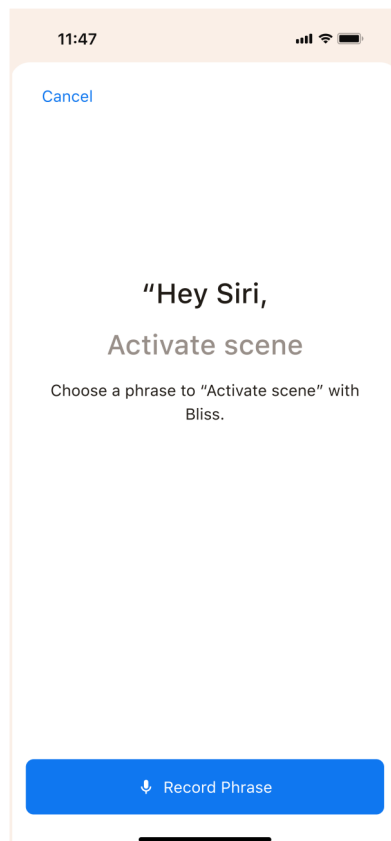 11:47
Cancel
“Hey Siri,
Activate scene
Choose a phrase to “Activate scene” with
Bliss.
Record Phrase